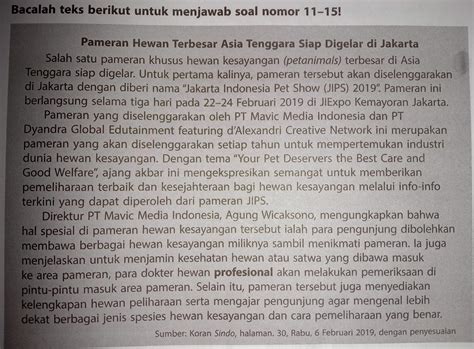 Bacalah teks berikut untuk menjawab soal nomor 11–15!
Pameran Hewan Terbesar Asia Tenggara Siap Digelar di Jakarta
Salah satu pameran khusus hewan kesayangan (petanimals) terbesar di Asia
Tenggara siap digelar. Untuk pertama kalinya, pameran tersebut akan diselenggarakan
di Jakarta dengan diberi nama “Jakarta Indonesia Pet Show (JIPS) 2019”. Pameran ini
berlangsung selama tiga hari pada 22–24 Februari 2019 di JIExpo Kemayoran Jakarta.
Pameran yang diselenggarakan oleh PT Mavic Media Indonesia dan PT
Dyandra Global Edutainment featuring d’Alexandri Creative Network ini merupakan
pameran yang akan diselenggarakan setiap tahun untuk mempertemukan industri
dunia hewan kesayangan. Dengan tema “Your Pet Deservers the Best Care and
Good Welfare”, ajang akbar ini mengekspresikan semangat untuk memberikan
pemeliharaan terbaik dan kesejahteraan bagi hewan kesayangan melalui info-info
terkini yang dapat diperoleh dari pameran JIPS.
Direktur PT Mavic Media Indonesia, Agung Wicaksono, mengungkapkan bahwa
hal spesial di pameran hewan tersebut ialah para pengunjung dibolehkan
membawa berbagai hewan kesayangan miliknya sambil menikmati pameran. Ia juga
menjelaskan untuk menjamin kesehatan hewan atau satwa yang dibawa masuk
ke area pameran, para dokter hewan profesional akan melakukan pemeriksaan di
pintu-pintu masuk area pameran. Selain itu, pameran tersebut juga menyediakan
kelengkapan hewan peliharaan serta mengajar pengunjung agar mengenal lebih
dekat berbagai jenis spesies hewan kesayangan dan cara pemeliharaan yang benar.
Sumber: Koran Sindo, halaman. 30, Rabu, 6 Februari 2019, dengan penyesuaian